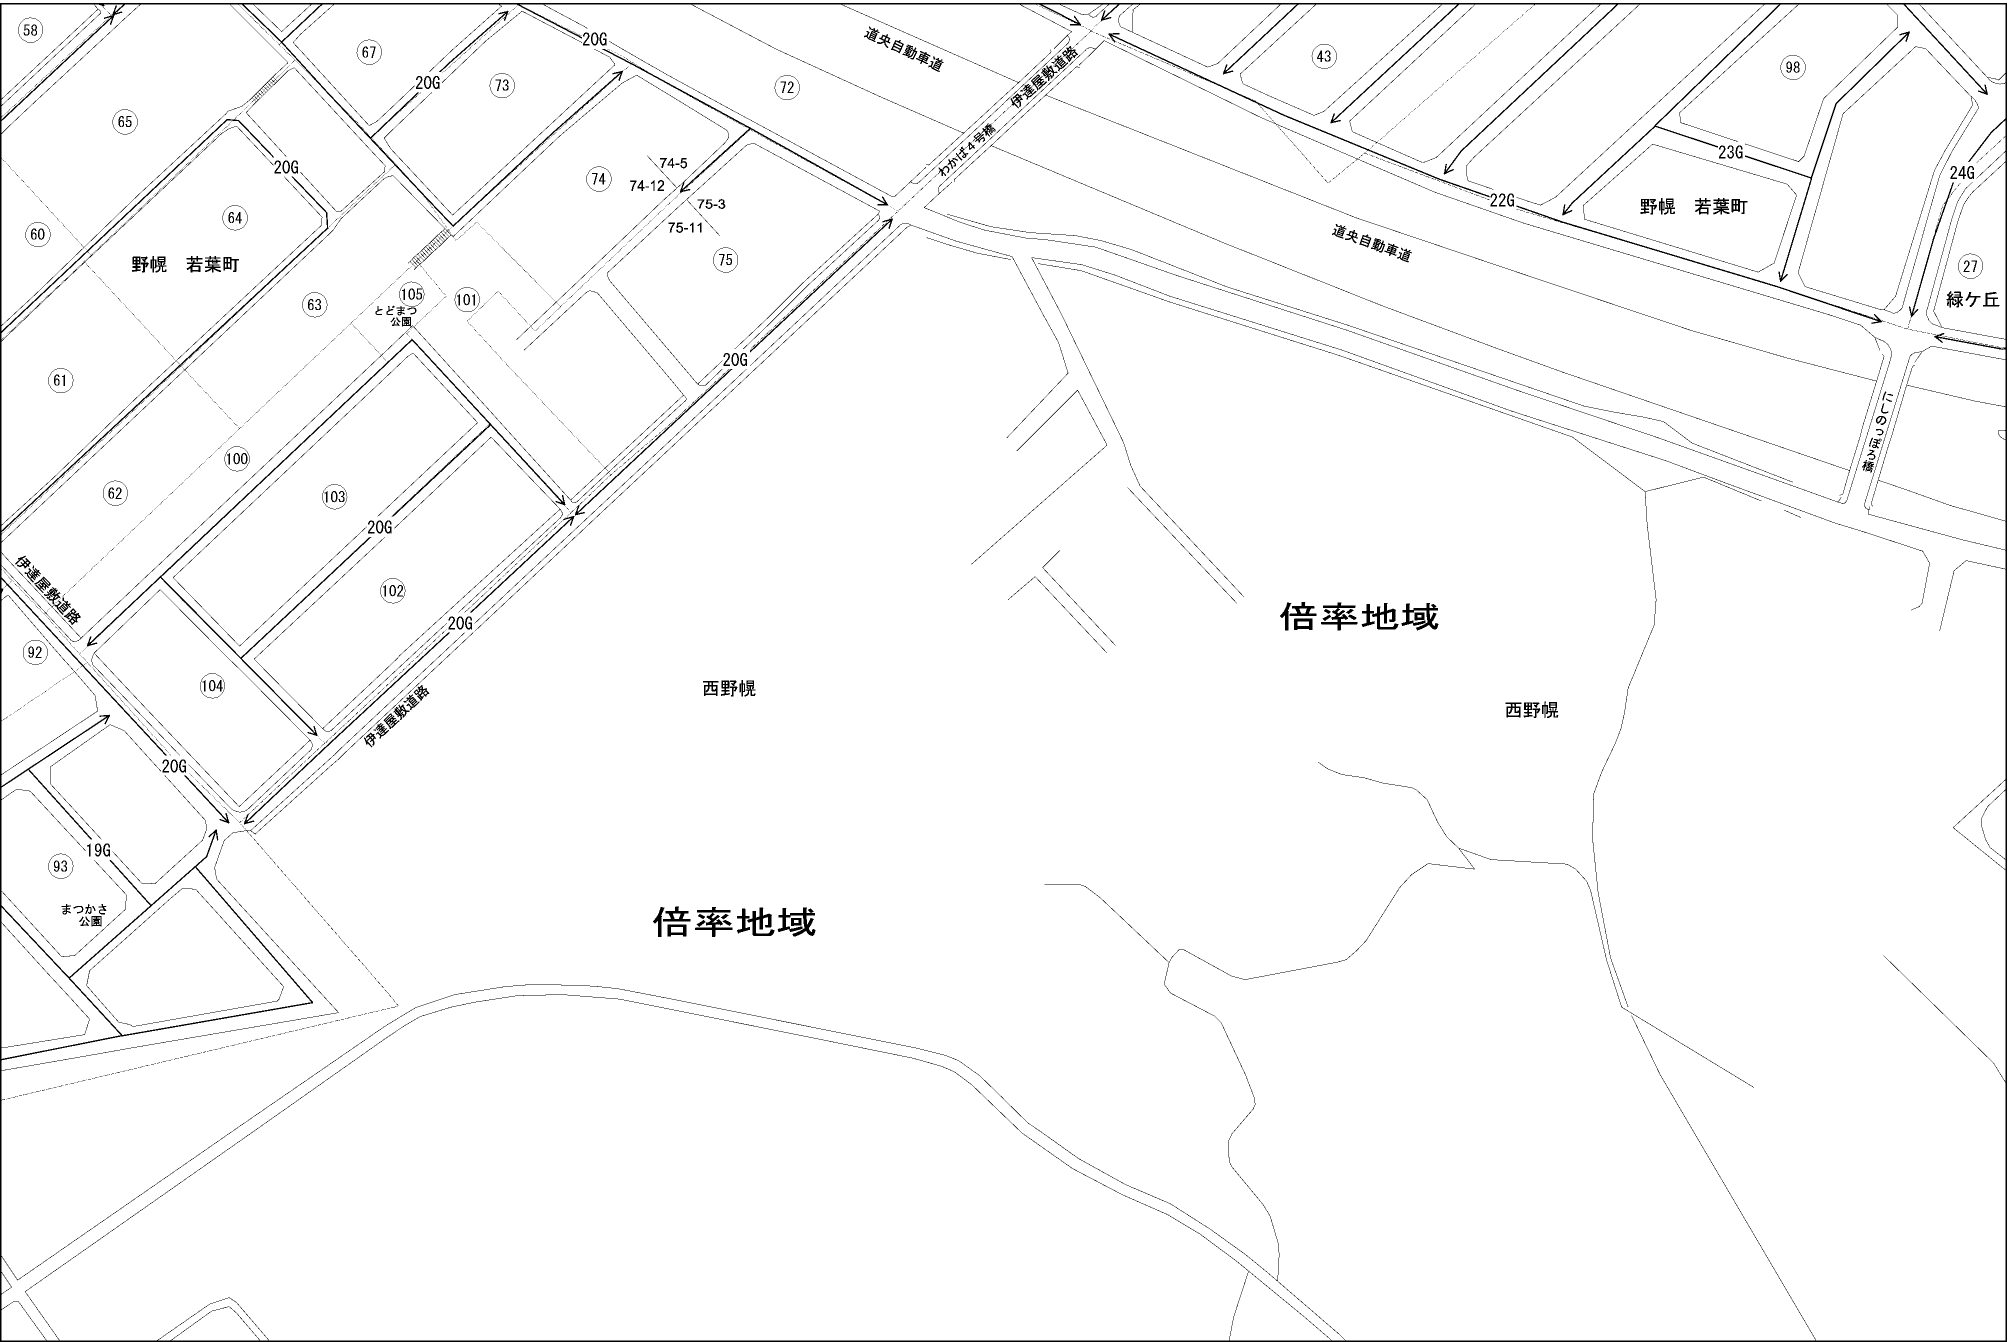 58
67
20G
道央自動車道
伊達屋敷道路
43
98
20G
73
72
65
わかば4号橋
23G
24G
20G
74
74-5
74-12
75-3
75-11
22G
野幌　若葉町
64
60
野幌　若葉町
75
道央自動車道
27
緑ケ丘
63
105
101
とどまつ
公園
20G
61
にしのっぽろ橋
100
62
103
20G
伊達屋敷道路
102
20G
倍率地域
92
104
西野幌
西野幌
伊達屋敷道路
20G
19G
93
まつかさ
公園
倍率地域